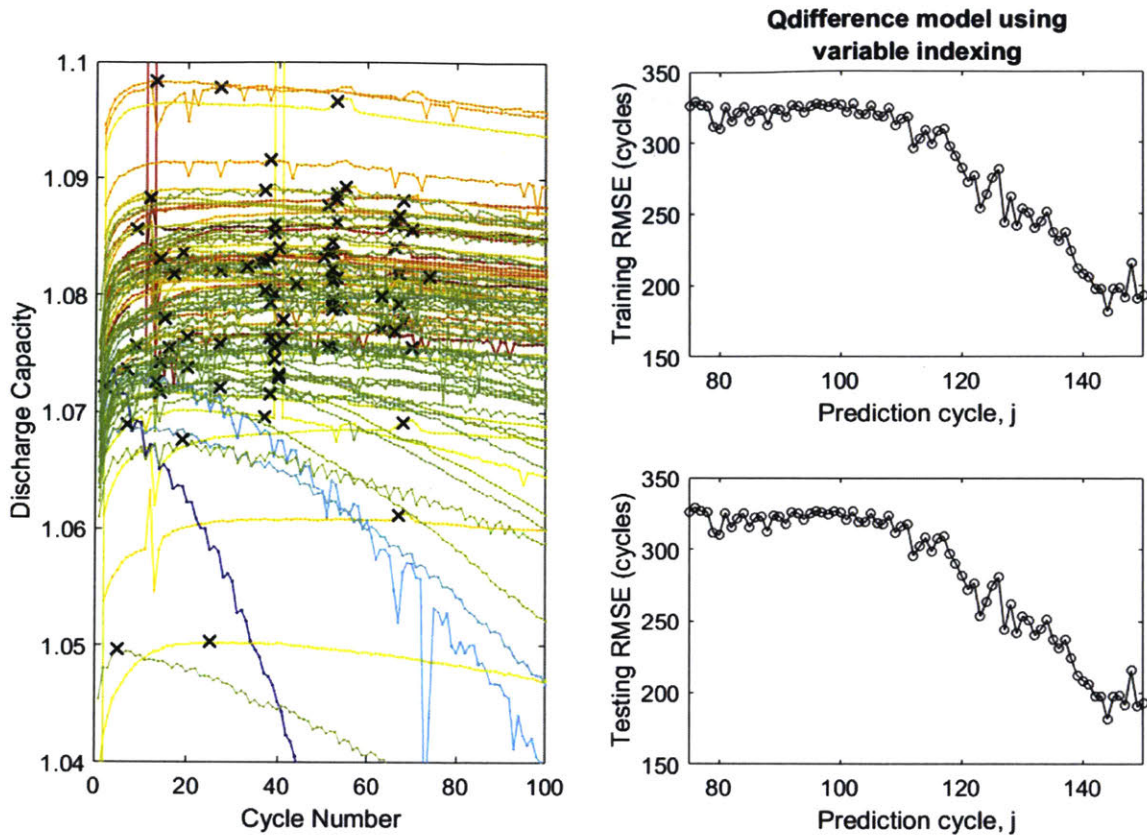 1.1
1.09
1.08
1.07
1.06
1.05
1.04
Discharge Capacity
0 20 40 60 80 100
Cycle Number
Qdifference model using
variable indexing
350
300
250
200
150
Training RMSE (cycles)
80 100 120 140
Prediction cycle, j
350
300
250
200
150
Testing RMSE (cycles)
80 100 120 140
Prediction cycle, j